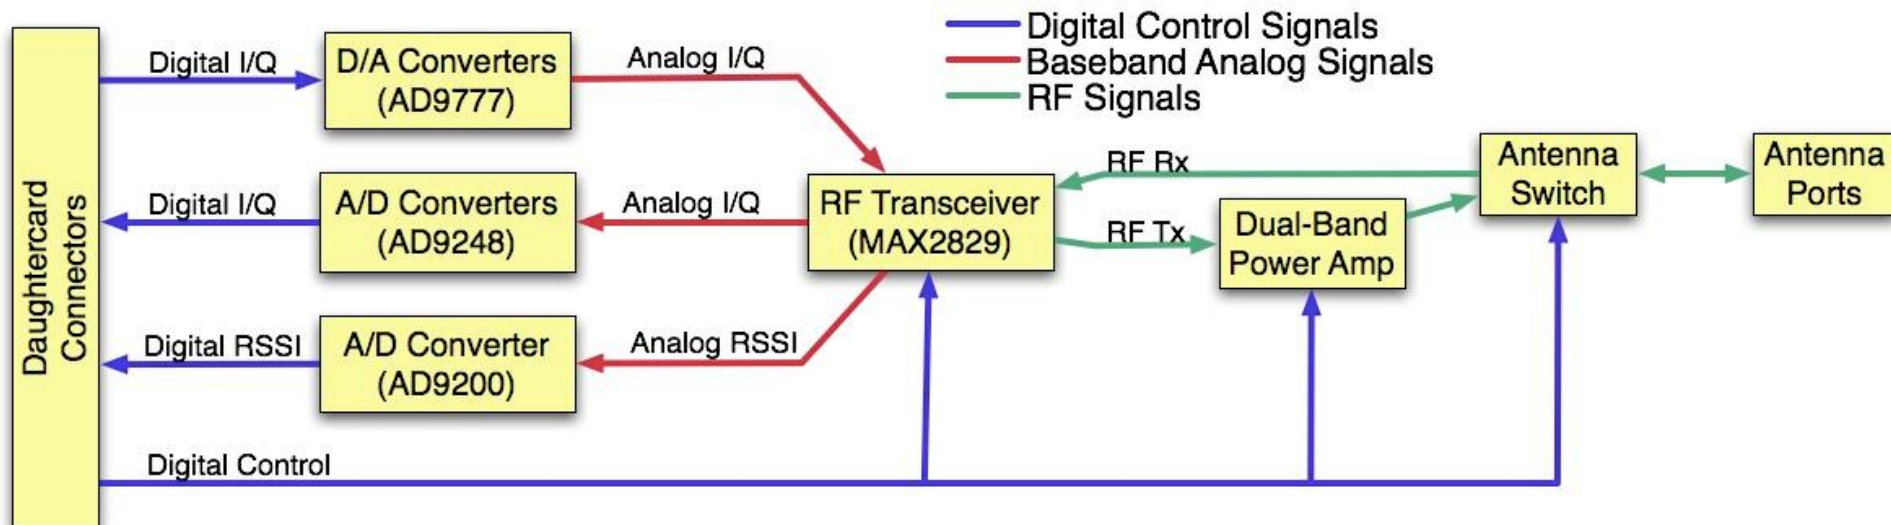 Digital Control Signals
Baseband Analog Signals
RF Signals
Daughtercard
Connectors
Digital I/Q
D/A Converters
(AD9777)
Analog I/Q
Digital I/Q
A/D Converters
(AD9248)
Analog I/Q
RF Transceiver
(MAX2829)
RF Rx
RF Tx
Dual-Band
Power Amp
Antenna
Switch
Antenna
Ports
Digital RSSI
A/D Converter
(AD9200)
Analog RSSI
Digital Control